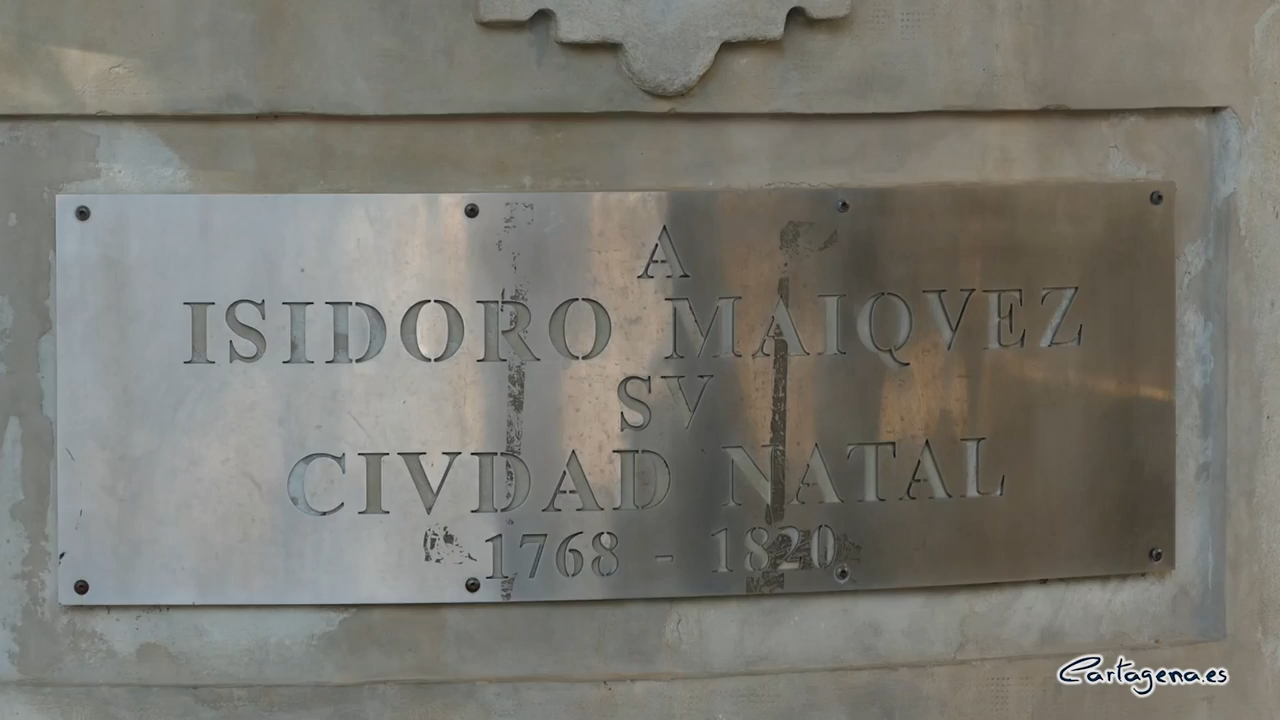 A
ISIDORO MAIQVEZ
SV
CIVDAD NATAL
1768 - 1820
Cartagena.es